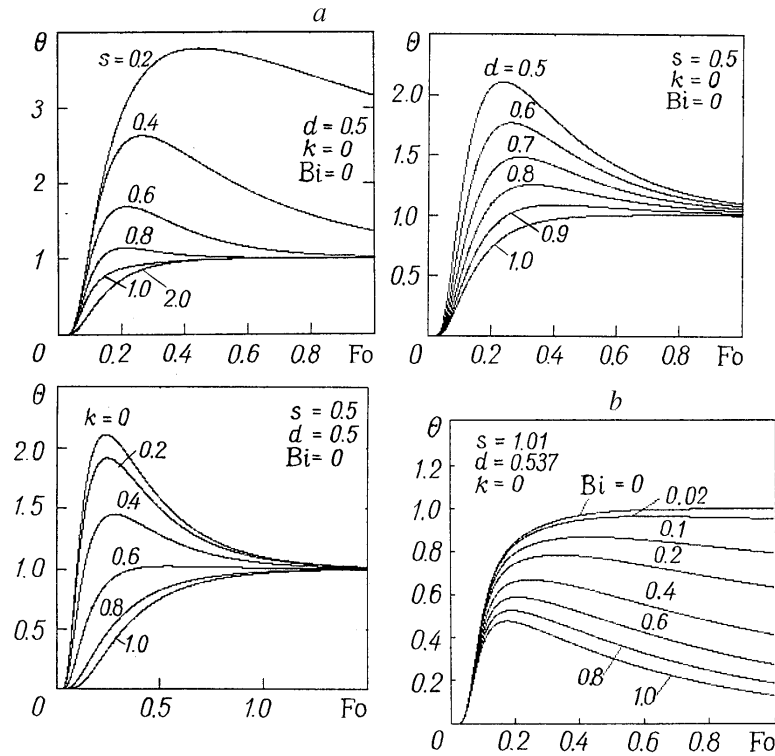 a
θ
s = 0.2
3
0.4
d = 0.5
k = 0
Bi = 0
2
0.6
0.8
1
1.0
2.0
0 0.2 0.4 0.6 0.8 Fo
θ
d = 0.5
s = 0.5
k = 0
Bi = 0
2.0
0.6
0.7
1.5
0.8
1.0
0.9
1.0
0.5
0 0.2 0.4 0.6 0.8 Fo
θ
k = 0
s = 0.5
d = 0.5
Bi = 0
2.0
0.2
1.5
0.4
1.0
0.6
0.8
0.5
1.0
0 0.5 1.0 Fo
b
θ
s = 1.01
d = 0.537
k = 0
1.2
Bi = 0
0.02
1.0
0.1
0.8
0.2
0.6
0.4
0.4
0.6
0.2
0.8
1.0
0 0.2 0.4 0.6 0.8 Fo